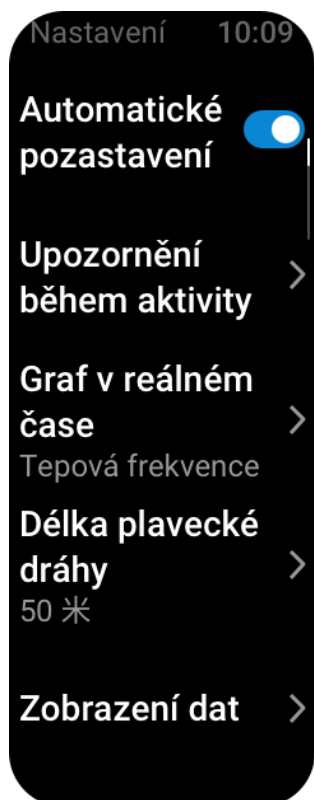 Nastavení 10:09
Automatické
pozastavení
Upozornění
během aktivity
Graf v reálném
čase
Tepová frekvence
Délka plavecké
dráhy
50 米
Zobrazení dat